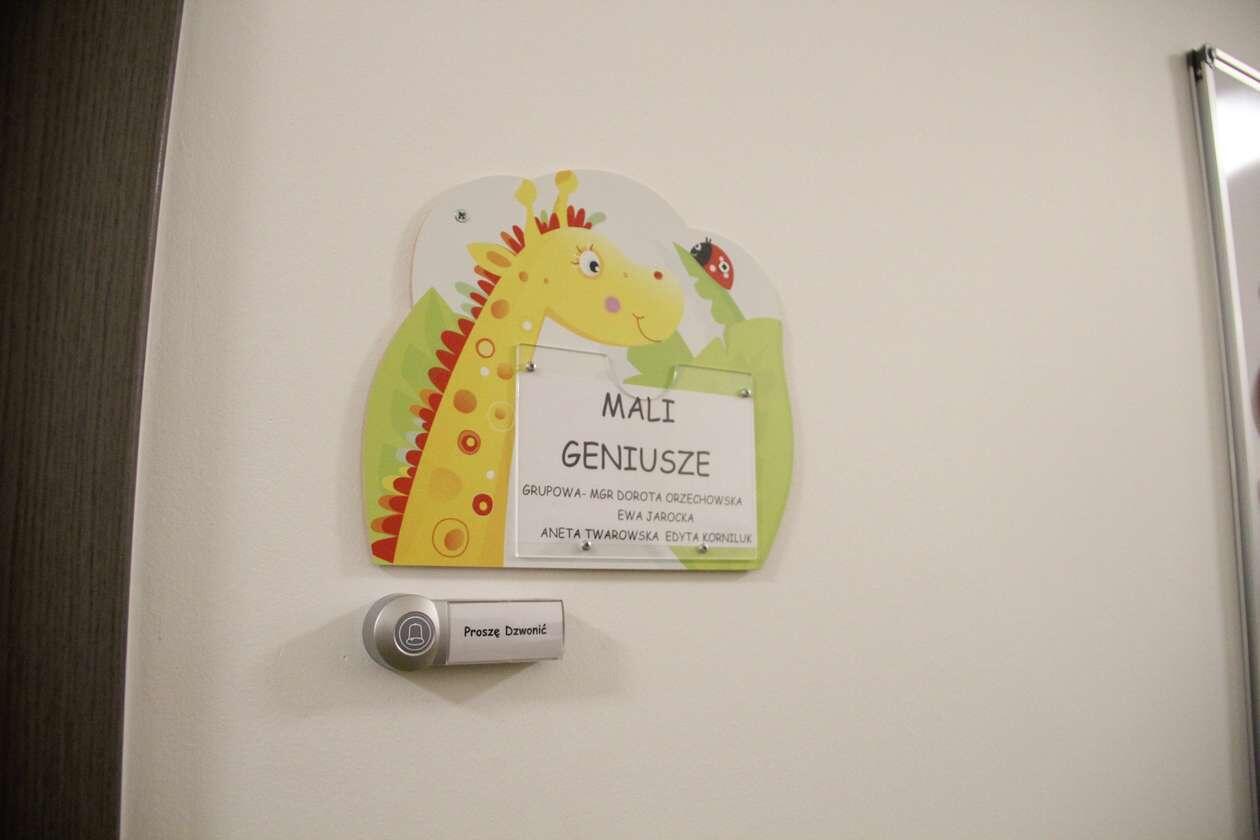 MALI
GENIUSZE
GRUPOWA- MGR DOROTA ORZECHOWSKA
EWA JAROCKA
ANETA TWAROWSKA EDYTA KORNILUK
Proszę Dzwonić